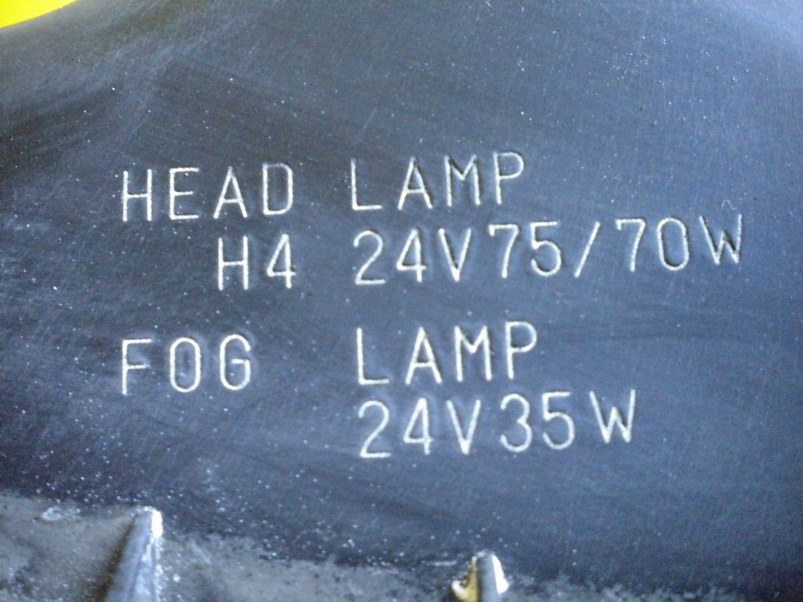 HEAD LAMP
H4 24V75/70W
FOG LAMP
24V35W